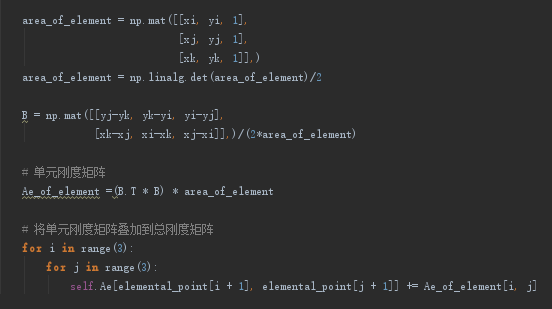 area_of_element = np.mat([[xi, yi, 1],
[xj, yj, 1],
[xk, yk, 1]],)
area_of_element = np.linalg.det(area_of_element)/2
B = np.mat([[yj-yk, yk-yi, yi-yj],
[xk-xj, xi-xk, xj-xi]],)/(2*area_of_element)
# 单元刚度矩阵
Ae_of_element =(B.T * B) * area_of_element
# 将单元刚度矩阵叠加到总刚度矩阵
for i in range(3):
for j in range(3):
self.Ae[elemental_point[i + 1], elemental_point[j + 1]] += Ae_of_element[i, j]